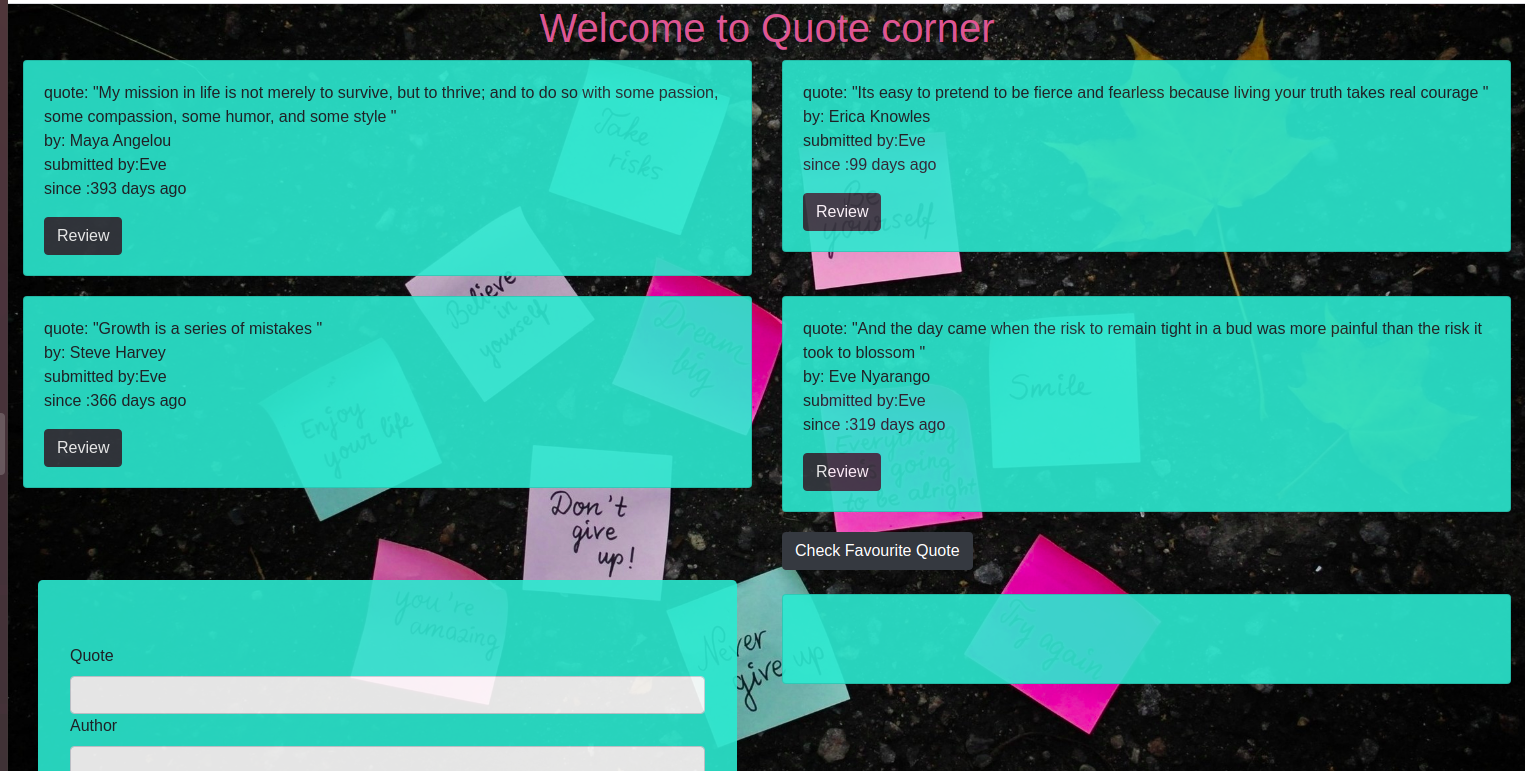 Welcome to Quote corner
quote: "My mission in life is not merely to survive, but to thrive; and to do so with some passion,
some compassion, some humor, and some style "
by: Maya Angelou
submitted by:Eve
since :393 days ago
Review
quote: "Its easy to pretend to be fierce and fearless because living your truth takes real courage "
by: Erica Knowles
submitted by:Eve
since :99 days ago
Review
quote: "Growth is a series of mistakes "
by: Steve Harvey
submitted by:Eve
since :366 days ago
Review
quote: "And the day came when the risk to remain tight in a bud was more painful than the risk it
took to blossom "
by: Eve Nyarango
submitted by:Eve
since :319 days ago
Review
Check Favourite Quote
Quote
Author
Take
risks
Be
yourself
Believe
in
yourself
Dream
big
Enjoy
your life
Smile
Everything
is going
to be alright
Don't
give
up!
you're
amazing
Never
give up
Try again